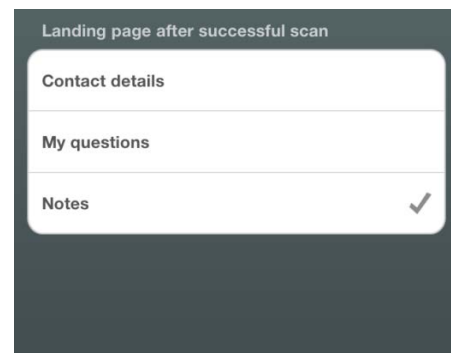 Landing page after successful scan
Contact details
My questions
Notes